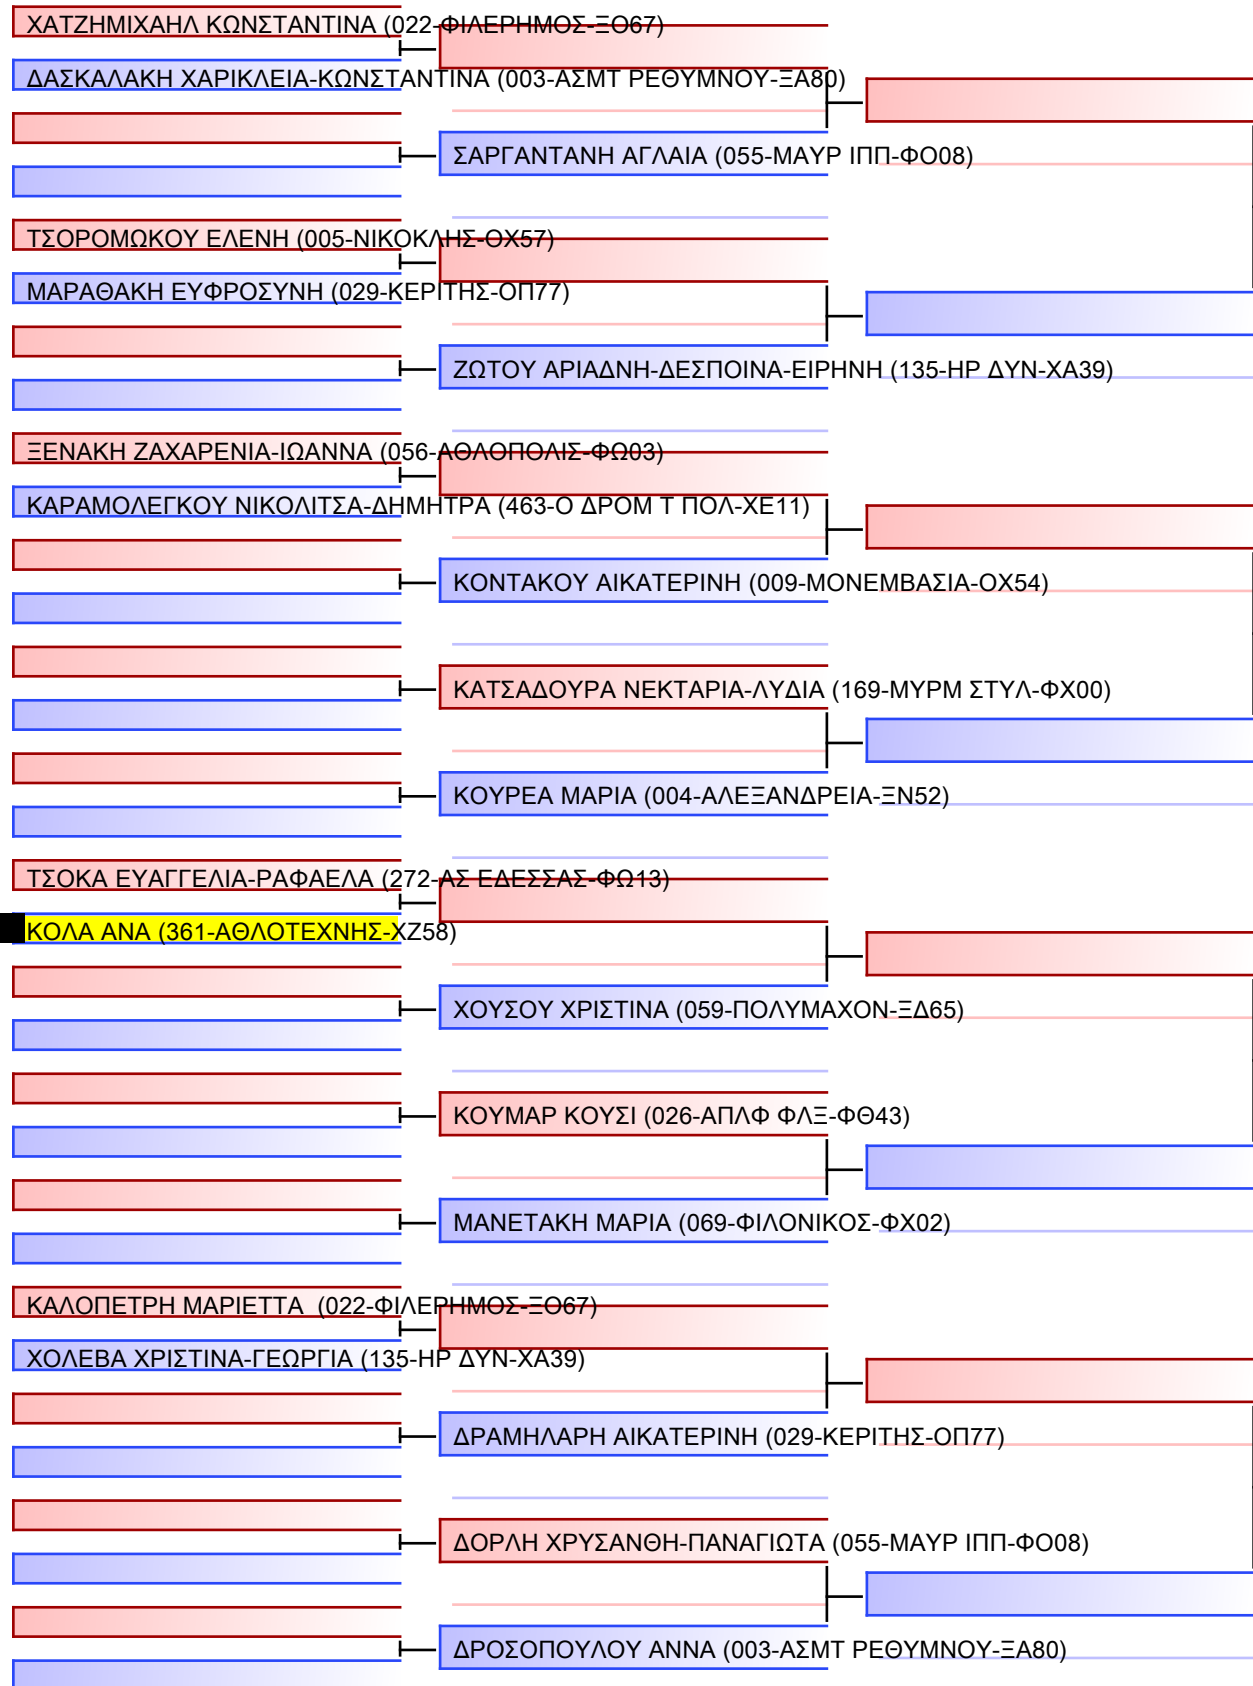 ΧΑΤΖΗΜΙΧΑΗΛ ΚΩΝΣΤΑΝΤΙΝΑ (022-ΦΙΛΕΡΗΜΟΣ-ΞΟ67)
ΔΑΣΚΑΛΑΚΗ ΧΑΡΙΚΛΕΙΑ-ΚΩΝΣΤΑΝΤΙΝΑ (003-ΑΣΜΤ ΡΕΘΥΜΝΟΥ-ΞΑ80)
ΣΑΡΓΑΝΤΑΝΗ ΑΓΛΑΙΑ (055-ΜΑΥΡ ΙΠΠ-ΦΟ08)
ΤΣΟΡΟΜΩΚΟΥ ΕΛΕΝΗ (005-ΝΙΚΟΚΛΗΣ-ΟΧ57)
ΜΑΡΑΘΑΚΗ ΕΥΦΡΟΣΥΝΗ (029-ΚΕΡΙΤΗΣ-ΟΠ77)
ΖΩΤΟΥ ΑΡΙΑΔΝΗ-ΔΕΣΠΟΙΝΑ-ΕΙΡΗΝΗ (135-ΗΡ ΔΥΝ-ΧΑ39)
ΞΕΝΑΚΗ ΖΑΧΑΡΕΝΙΑ-ΙΩΑΝΝΑ (056-ΑΘΛΟΠΟΛΙΣ-ΦΩ03)
ΚΑΡΑΜΟΛΕΓΚΟΥ ΝΙΚΟΛΙΤΣΑ-ΔΗΜΗΤΡΑ (463-Ο ΔΡΟΜ Τ ΠΟΛ-ΧΕ11)
ΚΟΝΤΑΚΟΥ ΑΙΚΑΤΕΡΙΝΗ (009-ΜΟΝΕΜΒΑΣΙΑ-ΟΧ54)
ΚΑΤΣΑΔΟΥΡΑ ΝΕΚΤΑΡΙΑ-ΛΥΔΙΑ (169-ΜΥΡΜ ΣΤΥΛ-ΦΧ00)
ΚΟΥΡΕΑ ΜΑΡΙΑ (004-ΑΛΕΞΑΝΔΡΕΙΑ-ΞΝ52)
ΤΣΟΚΑ ΕΥΑΓΓΕΛΙΑ-ΡΑΦΑΕΛΑ (272-ΑΣ ΕΔΕΣΣΑΣ-ΦΩ13)
ΚΟΛΑ ΑΝΑ (361-ΑΘΛΟΤΕΧΝΗΣ-ΧΖ58)
ΧΟΥΣΟΥ ΧΡΙΣΤΙΝΑ (059-ΠΟΛΥΜΑΧΟΝ-ΞΔ65)
ΚΟΥΜΑΡ ΚΟΥΣΙ (026-ΑΠΛΦ ΦΛΞ-ΦΘ43)
ΜΑΝΕΤΑΚΗ ΜΑΡΙΑ (069-ΦΙΛΟΝΙΚΟΣ-ΦΧ02)
ΚΑΛΟΠΕΤΡΗ ΜΑΡΙΕΤΤΑ (022-ΦΙΛΕΡΗΜΟΣ-ΞΟ67)
ΧΟΛΕΒΑ ΧΡΙΣΤΙΝΑ-ΓΕΩΡΓΙΑ (135-ΗΡ ΔΥΝ-ΧΑ39)
ΔΡΑΜΗΛΑΡΗ ΑΙΚΑΤΕΡΙΝΗ (029-ΚΕΡΙΤΗΣ-ΟΠ77)
ΔΟΡΛΗ ΧΡΥΣΑΝΘΗ-ΠΑΝΑΓΙΩΤΑ (055-ΜΑΥΡ ΙΠΠ-ΦΟ08)
ΔΡΟΣΟΠΟΥΛΟΥ ΑΝΝΑ (003-ΑΣΜΤ ΡΕΘΥΜΝΟΥ-ΞΑ80)